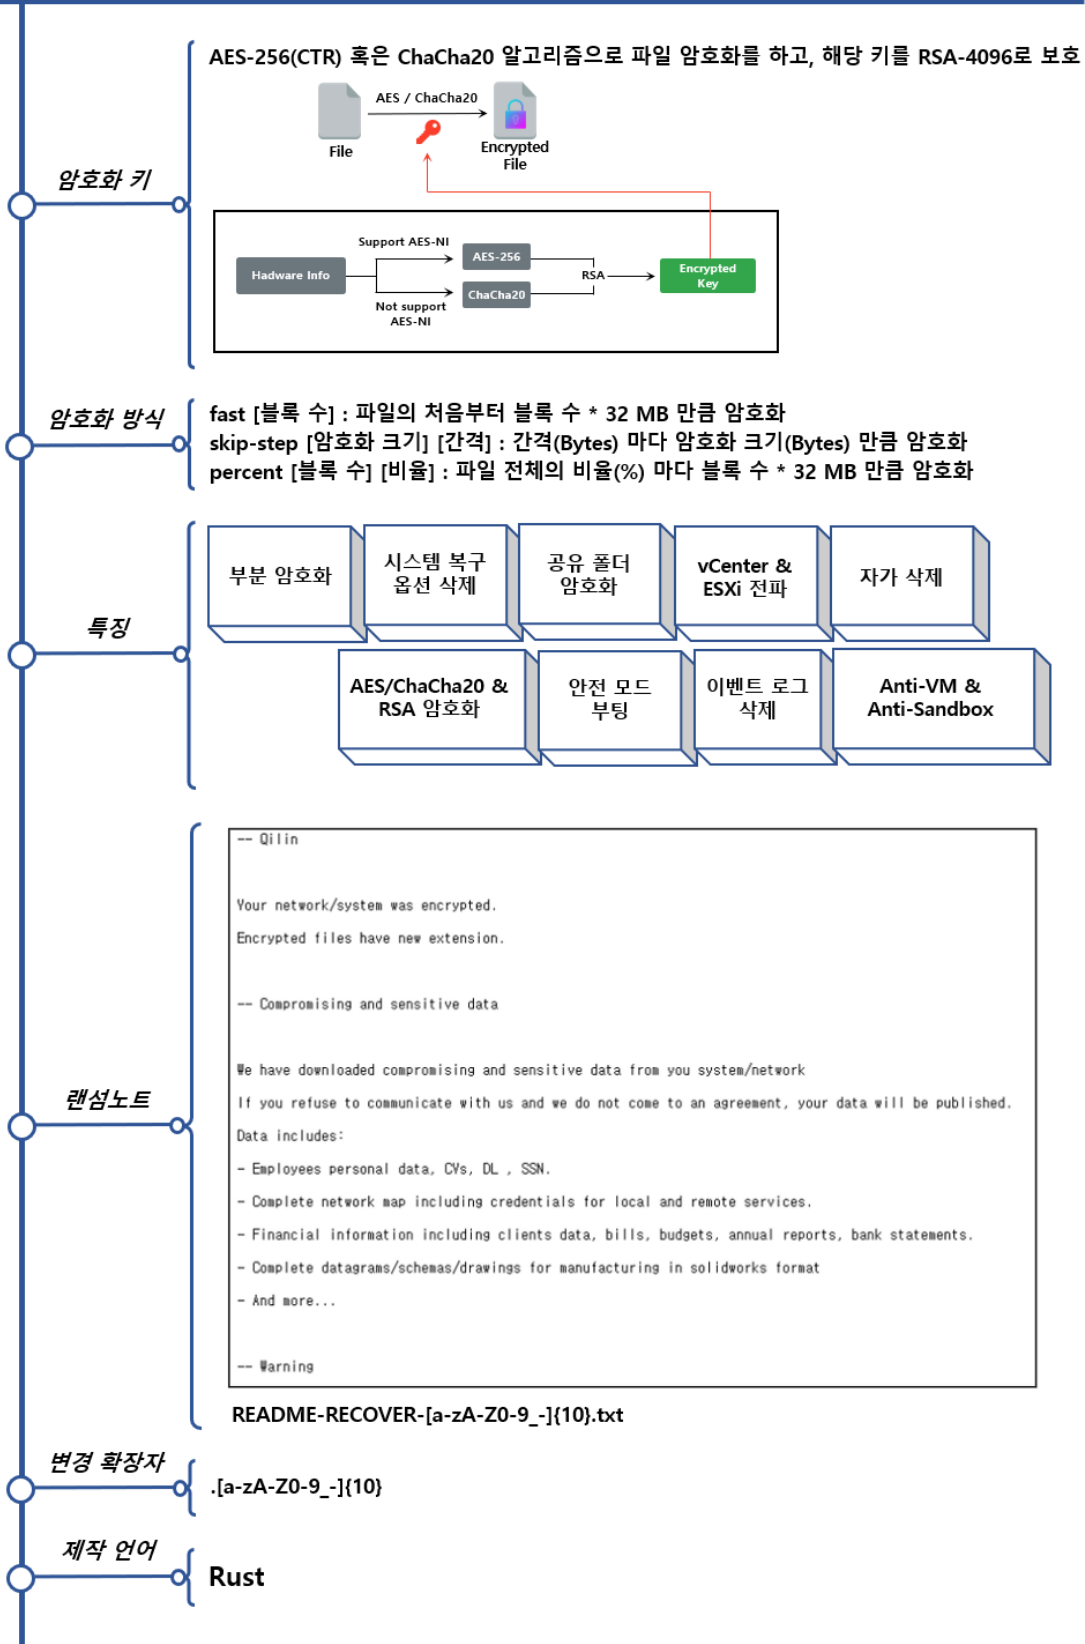 AES-256(CTR) 혹은 ChaCha20 알고리즘으로 파일 암호화를 하고, 해당 키를 RSA-4096로 보호
AES / ChaCha20
File
Encrypted
File
암호화 키
Support AES-NI
Hadware Info
AES-256
RSA
Encrypted
Key
ChaCha20
Not support
AES-NI
암호화 방식
fast [블록 수] : 파일의 처음부터 블록 수 * 32 MB 만큼 암호화
skip-step [암호화 크기] [간격] : 간격(Bytes) 마다 암호화 크기(Bytes) 만큼 암호화
percent [블록 수] [비율] : 파일 전체의 비율(%) 마다 블록 수 * 32 MB 만큼 암호화
특징
부분 암호화
시스템 복구
옵션 삭제
공유 폴더
암호화
vCenter &
ESXi 전파
자가 삭제
AES/ChaCha20 &
RSA 암호화
안전 모드
부팅
이벤트 로그
삭제
Anti-VM &
Anti-Sandbox
랜섬노트
-- Qilin
Your network/system was encrypted.
Encrypted files have new extension.
-- Compromising and sensitive data
We have downloaded compromising and sensitive data from you system/network
If you refuse to communicate with us and we do not come to an agreement, your data will be published.
Data includes:
- Employees personal data, CVs, DL , SSN.
- Complete network map including credentials for local and remote services.
- Financial information including clients data, bills, budgets, annual reports, bank statements.
- Complete datagrams/schemas/drawings for manufacturing in solidworks format
- And more...
-- Warning
README-RECOVER-[a-zA-Z0-9_-]{10}.txt
변경 확장자
.[a-zA-Z0-9_-]{10}
제작 언어
Rust